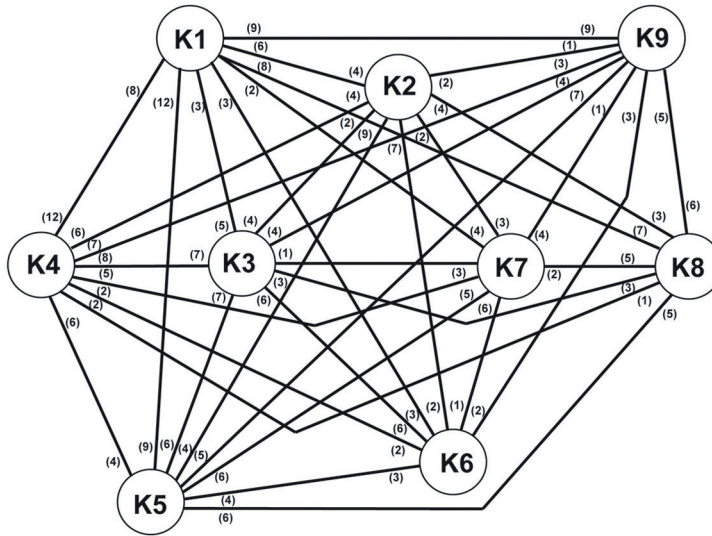 (9) (9)
K1 K9
(6) (1)
(8) (4) (3)
(8) (2) (4) (2) (4)
K2
(12) (3) (3) (4) (4) (7) (1) (3) (5)
(2) (9) (7) (2)
(12) (5) (4) (4) (3) (3) (6)
(6) (4) (4) (7)
(7)
(8) (7) (1) (5)
K4 K3 K7 K8
(5) (3) (2)
(2) (7) (3) (5) (3)
(2) (6) (6) (1)
(6) (5)
(3) (2) (1) (2)
(6)
(9) (6) (4) (5) (2)
(4) (6) (3)
K6
K5
(4)
(6)